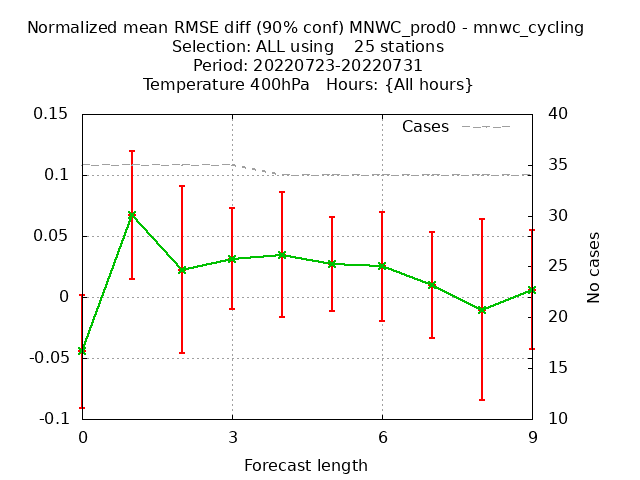 Normalized mean RMSE diff (90% conf) MNWC_prod0 - mnwc_cycling
Selection: ALL using    25 stations
Period: 20220723-20220731
Temperature 400hPa   Hours: {All hours}
0.15
0.1
0.05
0
-0.05
-0.1
Cases
40
35
30
25
20
15
10
No cases
0 3 6 9
Forecast length